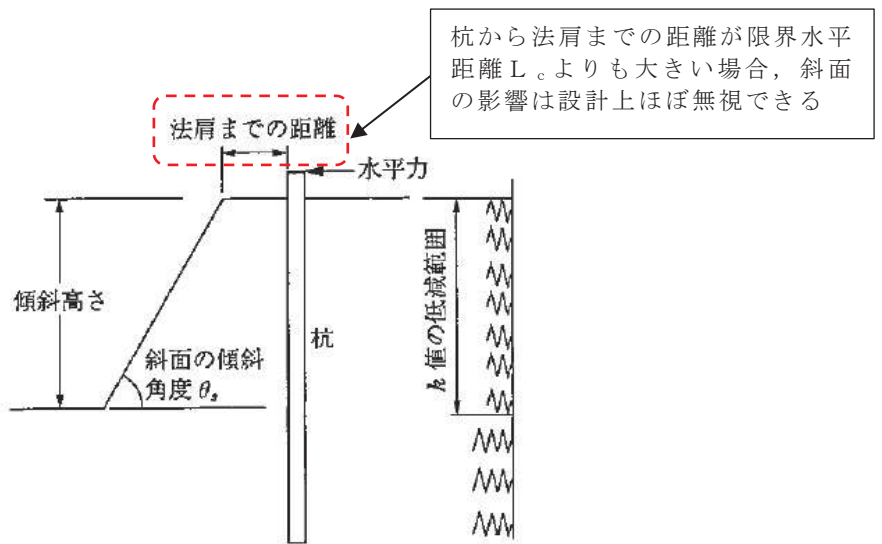 杭から法肩までの距離が限界水平
距離Ｌcよりも大きい場合，斜面
の影響は設計上ほぼ無視できる
法肩までの距離
水平力
傾斜高さ
斜面の傾斜
角度θs
杭
k値の低減範囲